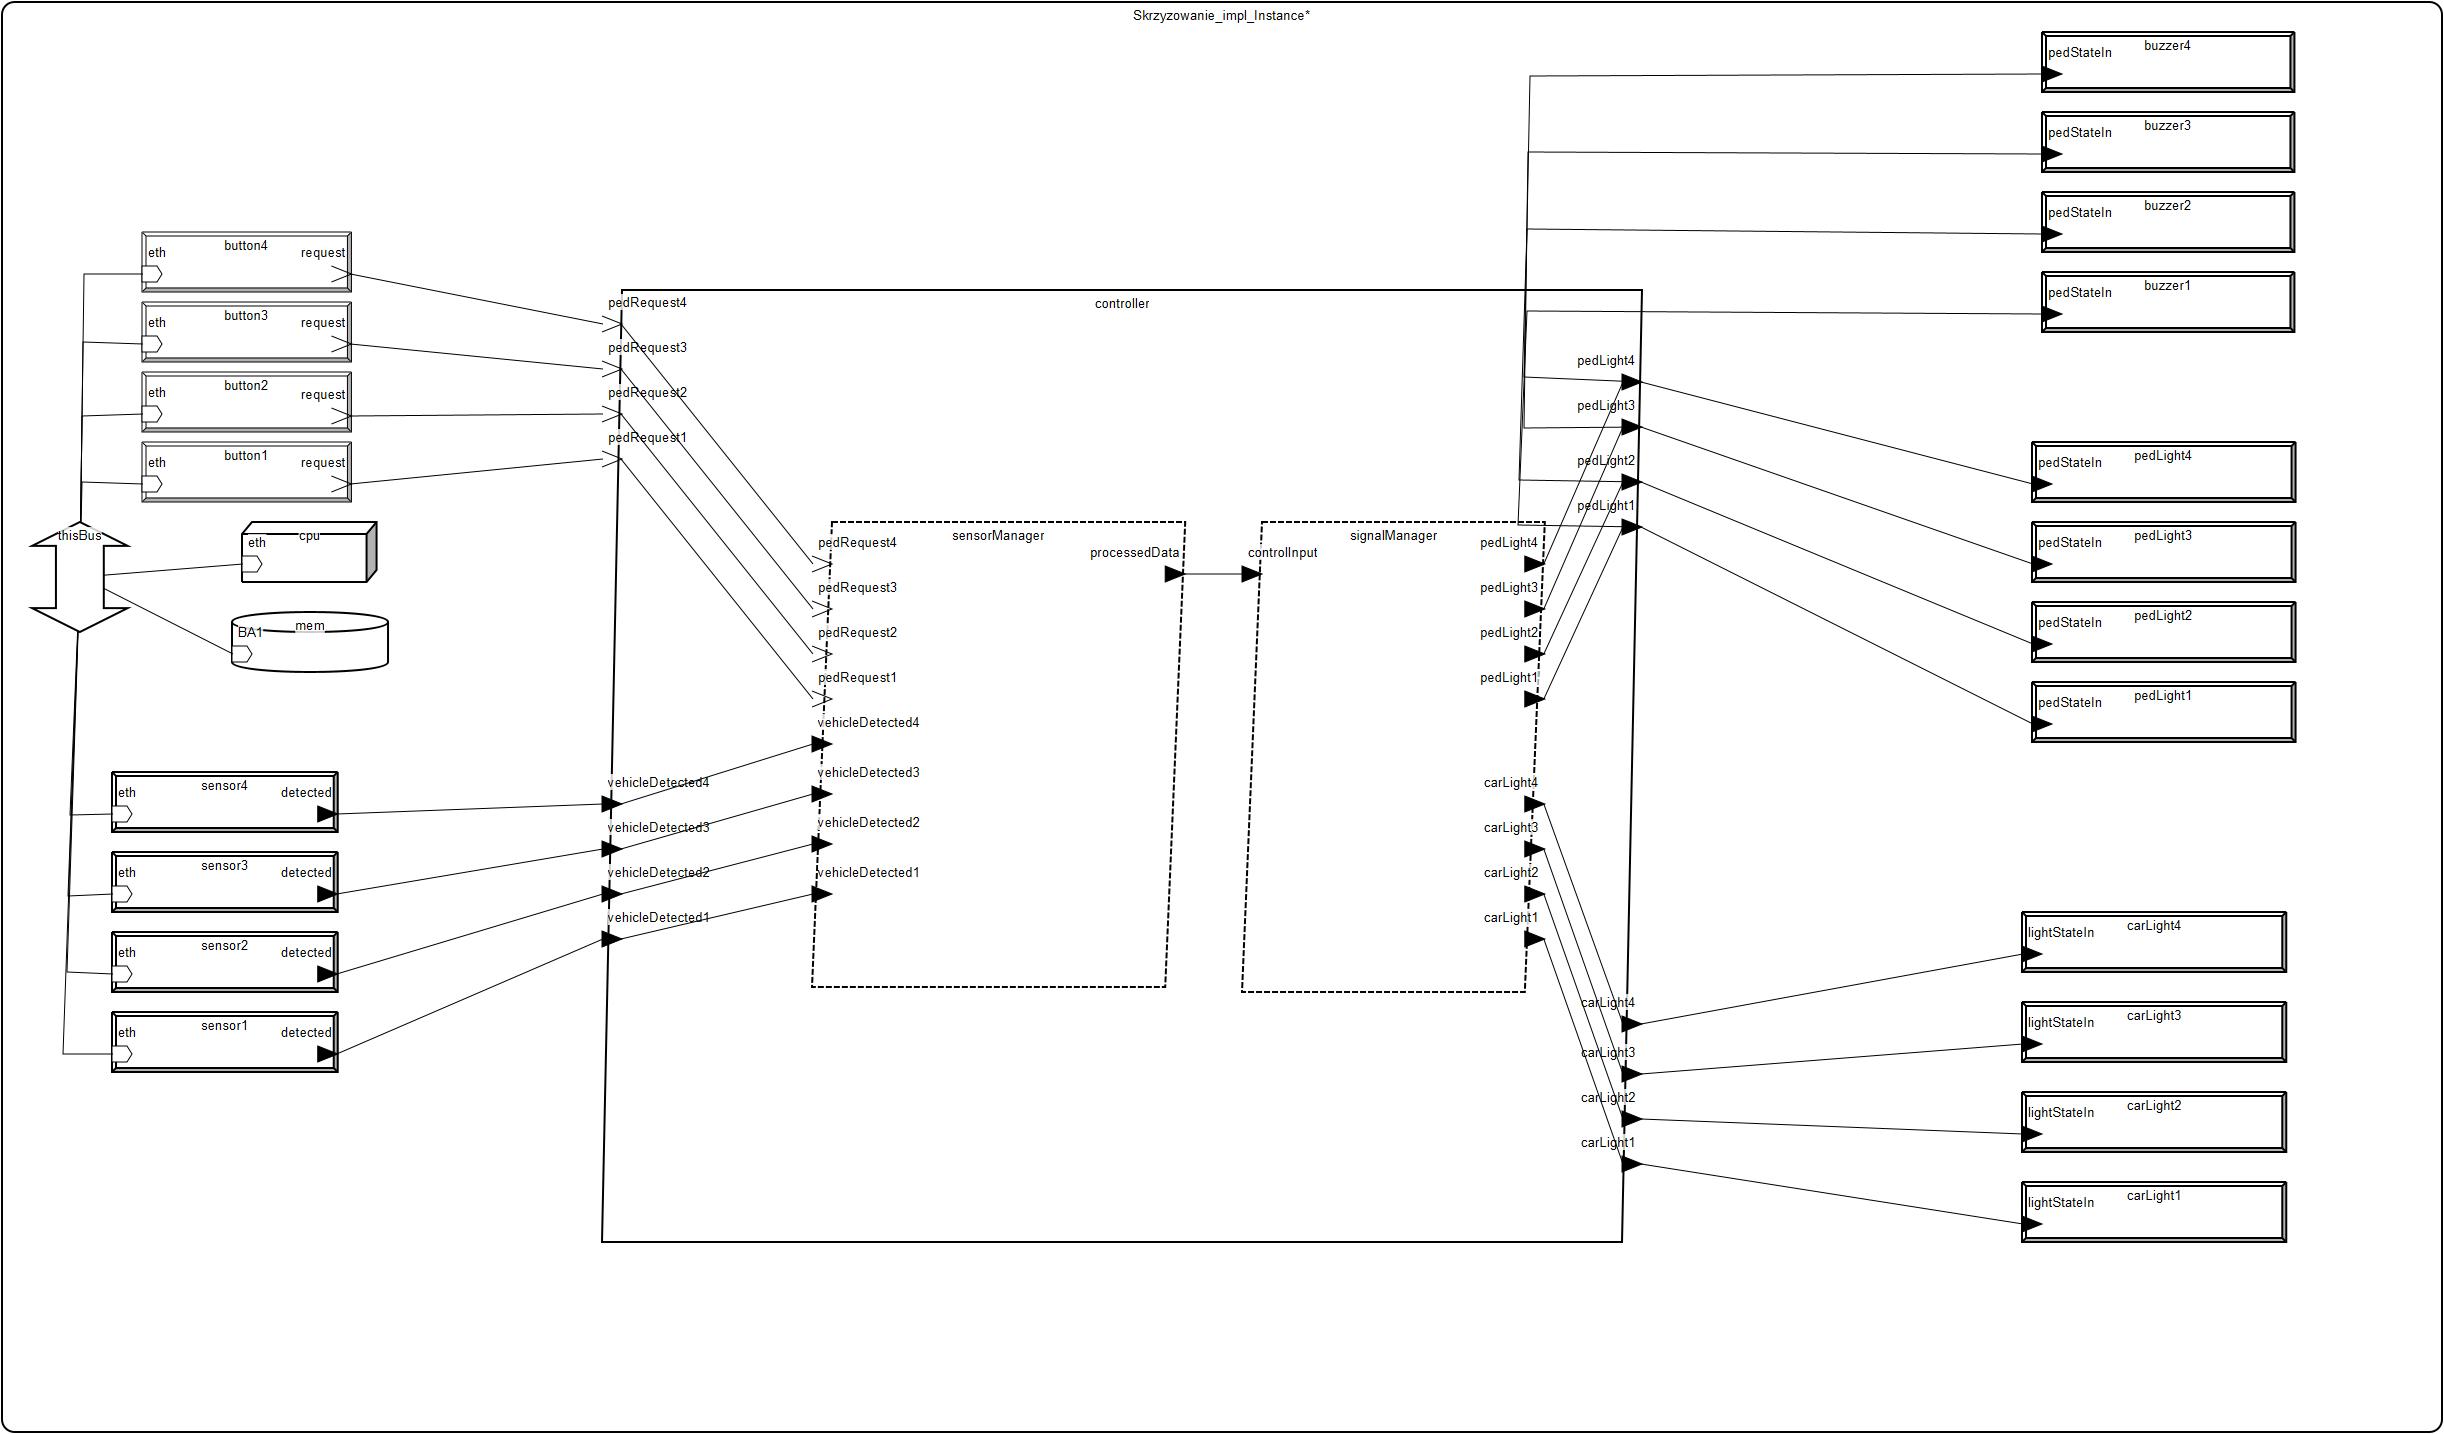 Skrzyzowanie_impl_Instance*
buzzer4
pedStateIn
buzzer3
pedStateIn
buzzer2
pedStateIn
buzzer1
pedStateIn
button4
eth
request
button3
eth
request
button2
eth
request
button1
eth
request
thisBus
cpu
eth
mem
BA1
sensor4
eth
detected
sensor3
eth
detected
sensor2
eth
detected
sensor1
eth
detected
controller
pedRequest4
pedRequest3
pedRequest2
pedRequest1
vehicleDetected4
vehicleDetected3
vehicleDetected2
vehicleDetected1
sensorManager
pedRequest4
pedRequest3
pedRequest2
pedRequest1
vehicleDetected4
vehicleDetected3
vehicleDetected2
vehicleDetected1
processedData
signalManager
controlInput
pedLight4
pedLight3
pedLight2
pedLight1
carLight4
carLight3
carLight2
carLight1
pedLight4
pedLight3
pedLight2
pedLight1
carLight4
carLight3
carLight2
carLight1
pedLight4
pedStateIn
pedLight3
pedStateIn
pedLight2
pedStateIn
pedLight1
pedStateIn
carLight4
lightStateIn
carLight3
lightStateIn
carLight2
lightStateIn
carLight1
lightStateIn